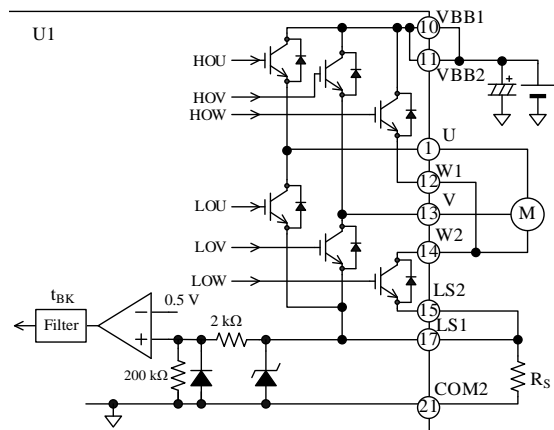 U1
VBB1
10
11
VBB2
HOU
HOV
HOW
U
1
W1
12
V
13
M
LOU
W2
14
LOV
LOW
LS2
15
LS1
17
tBK
Filter
0.5 V
2 kΩ
200 kΩ
RS
COM2
21